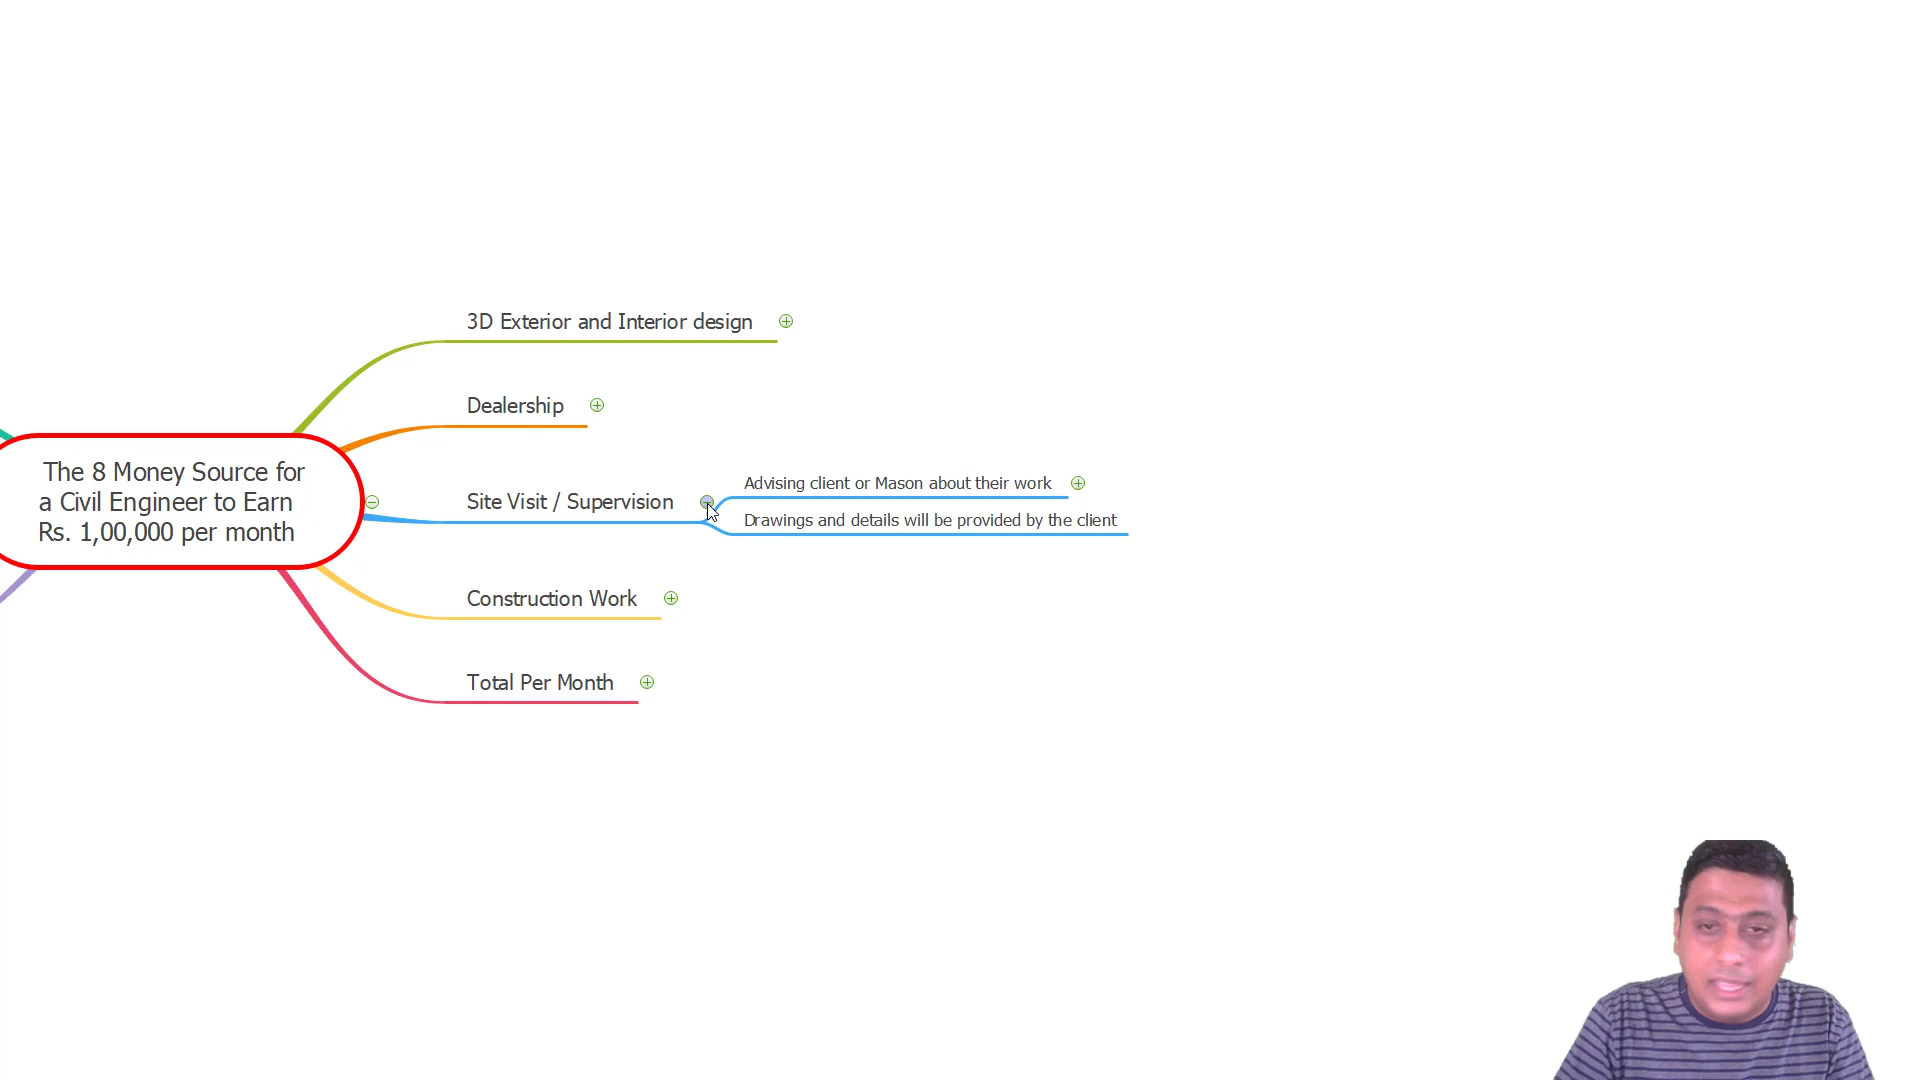 3D Exterior and Interior design
Dealership
The 8 Money Source for
a Civil Engineer to Earn
Rs. 1,00,000 per month
Site Visit / Supervision
Advising client or Mason about their work
Drawings and details will be provided by the client
Construction Work
Total Per Month